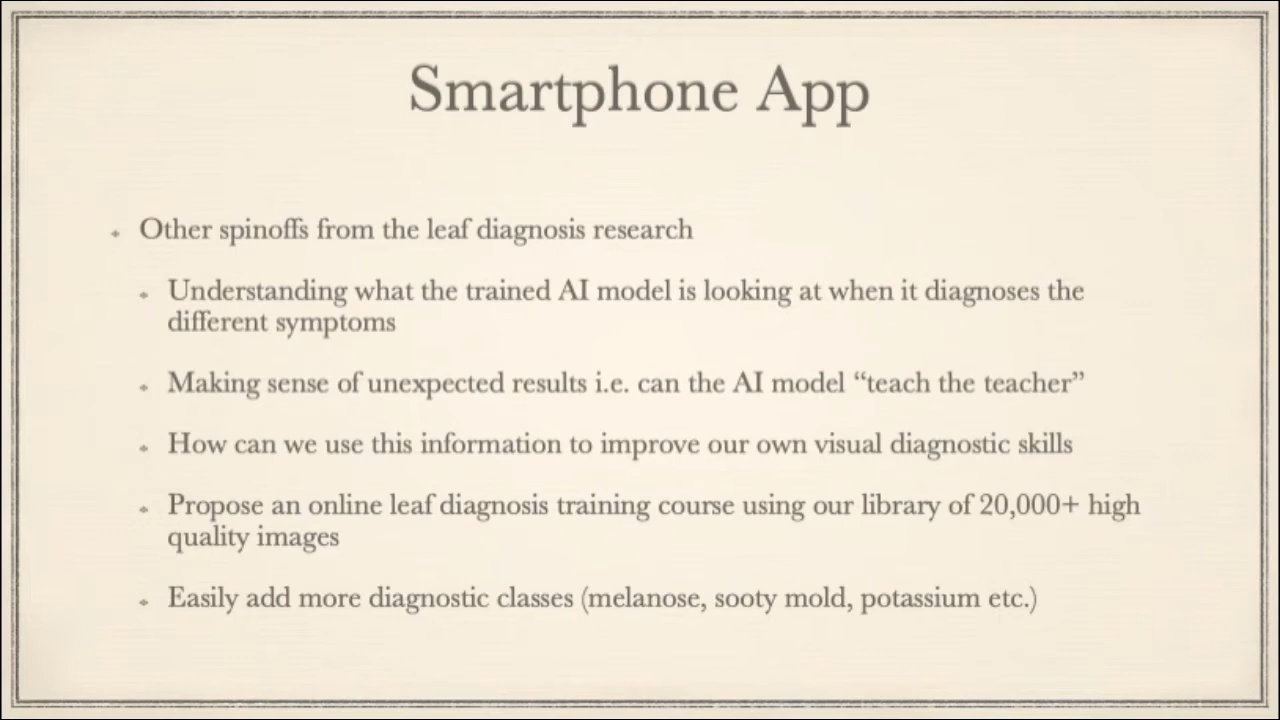 Smartphone App
Other spinoffs from the leaf diagnosis research
Understanding what the trained AI model is looking at when it diagnoses the
different symptoms
Making sense of unexpected results i.e. can the AI model “teach the teacher”
How can we use this information to improve our own visual diagnostic skills
Propose an online leaf diagnosis training course using our library of 20,000+ high
quality images
Easily add more diagnostic classes (melanose, sooty mold, potassium etc.)